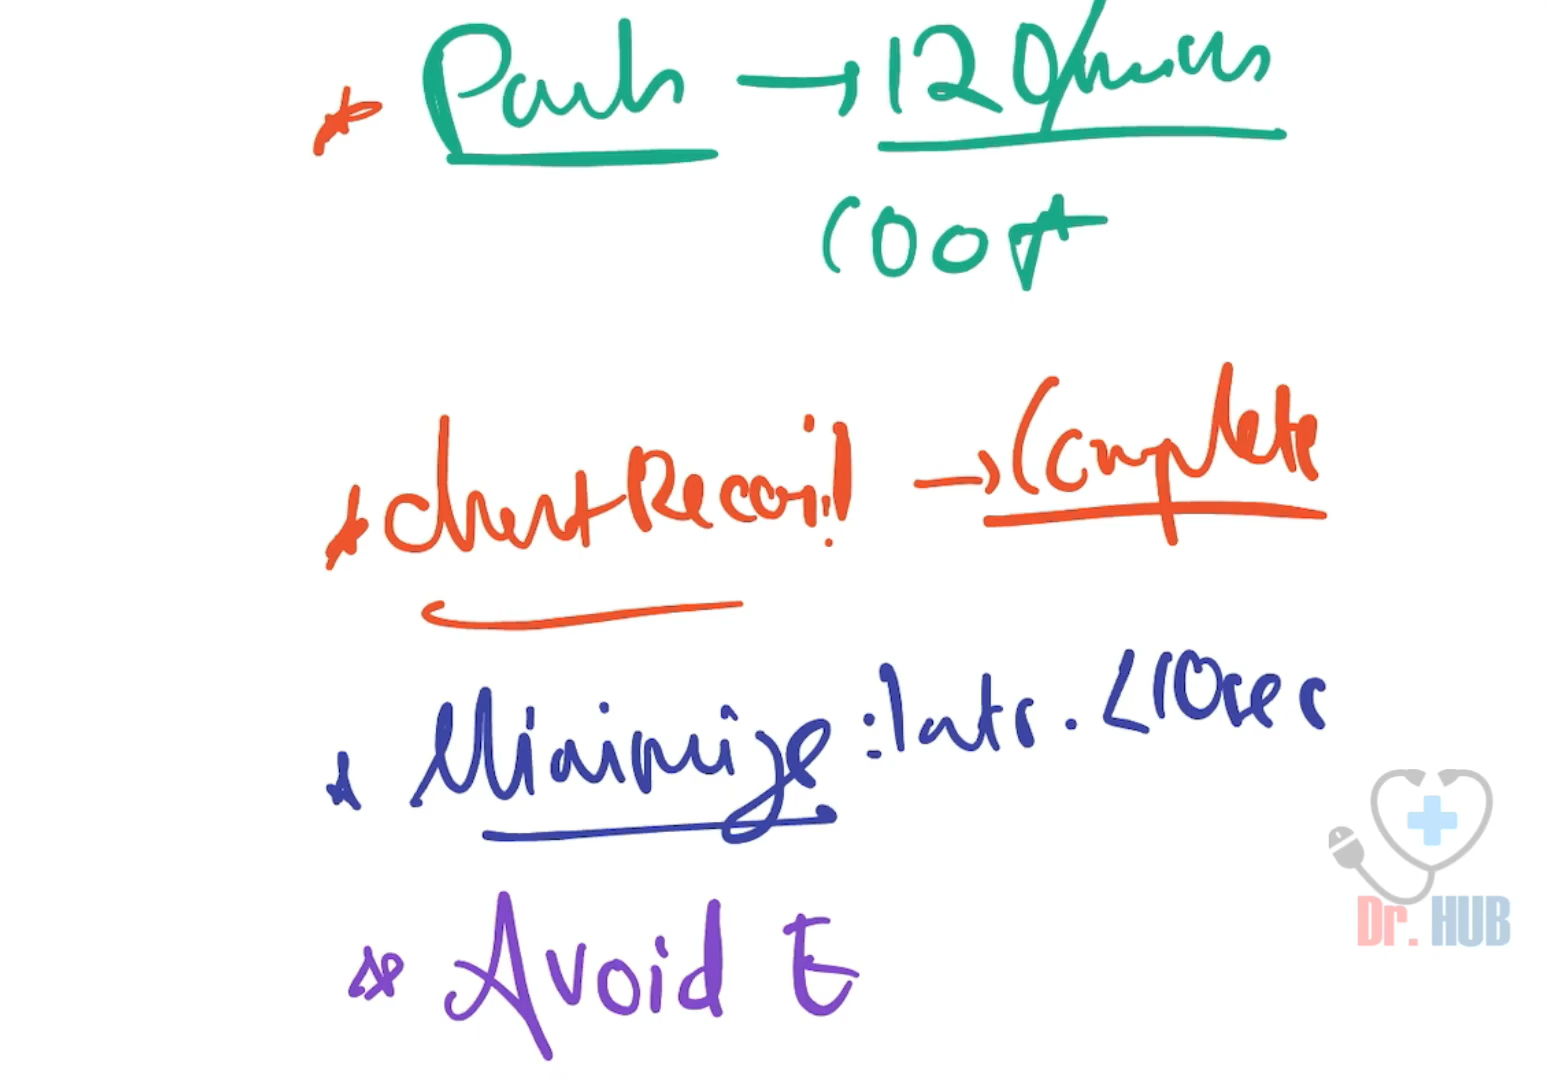 * Push → 120/min
100+
* Chest Recoil → Complete
* Minimize : Intr. <10sec
* Avoid E
Dr. HUB